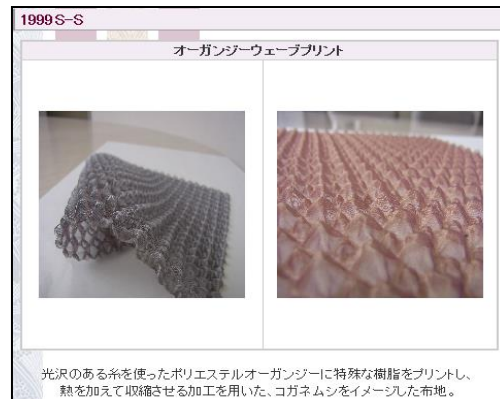 1999 S-S
オーガンジーウェーブプリント
光沢のある糸を使ったポリエステルオーガンジーに特殊な樹脂をプリントし、
熱を加えて収縮させる加工を用いた、コガネムシをイメージした布地。